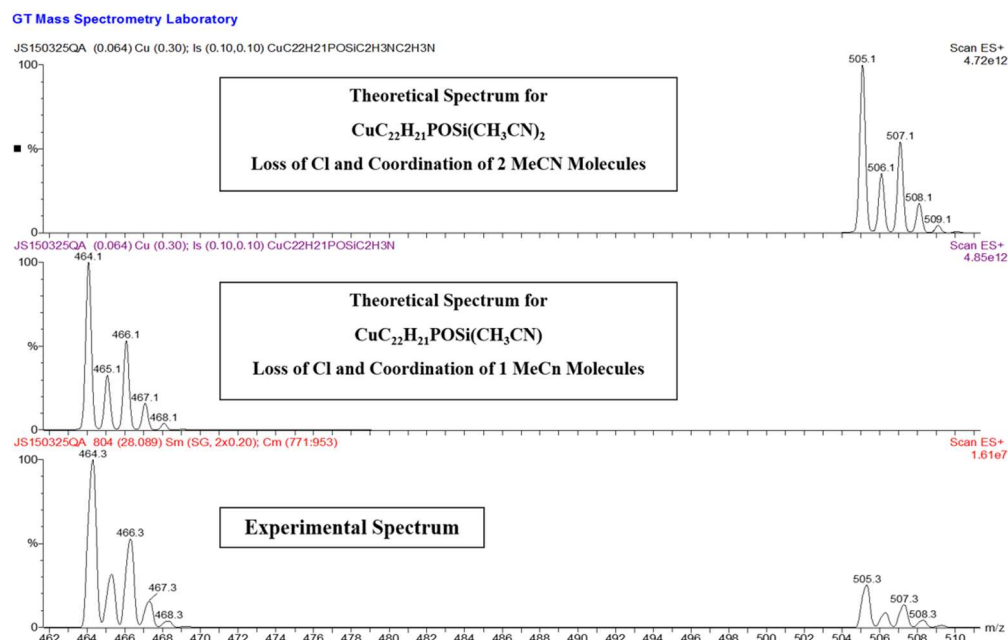 GT Mass Spectrometry Laboratory
JS150325QA (0.064) Cu (0.30); Is (0.10,0.10) CuC22H21POSiC2H3NC2H3N
Scan ES+
4.72e12
100
%
0
505.1
506.1
507.1
508.1
509.1
Theoretical Spectrum for
CuC₂₂H₂₁POSi(CH₃CN)₂
Loss of Cl and Coordination of 2 MeCN Molecules
JS150325QA (0.064) Cu (0.30); Is (0.10,0.10) CuC22H21POSiC2H3N
Scan ES+
4.85e12
100
%
0
464.1
465.1
466.1
467.1
468.1
Theoretical Spectrum for
CuC₂₂H₂₁POSi(CH₃CN)
Loss of Cl and Coordination of 1 MeCn Molecules
JS150325QA 804 (28.089) Sm (SG, 2x0.20); Cm (771:953)
Scan ES+
1.61e7
100
%
0
464.3
466.3
467.3
468.3
505.3
507.3
508.3
Experimental Spectrum
462 464 466 468 470 472 474 476 478 480 482 484 486 488 490 492 494 496 498 500 502 504 506 508 510 m/z